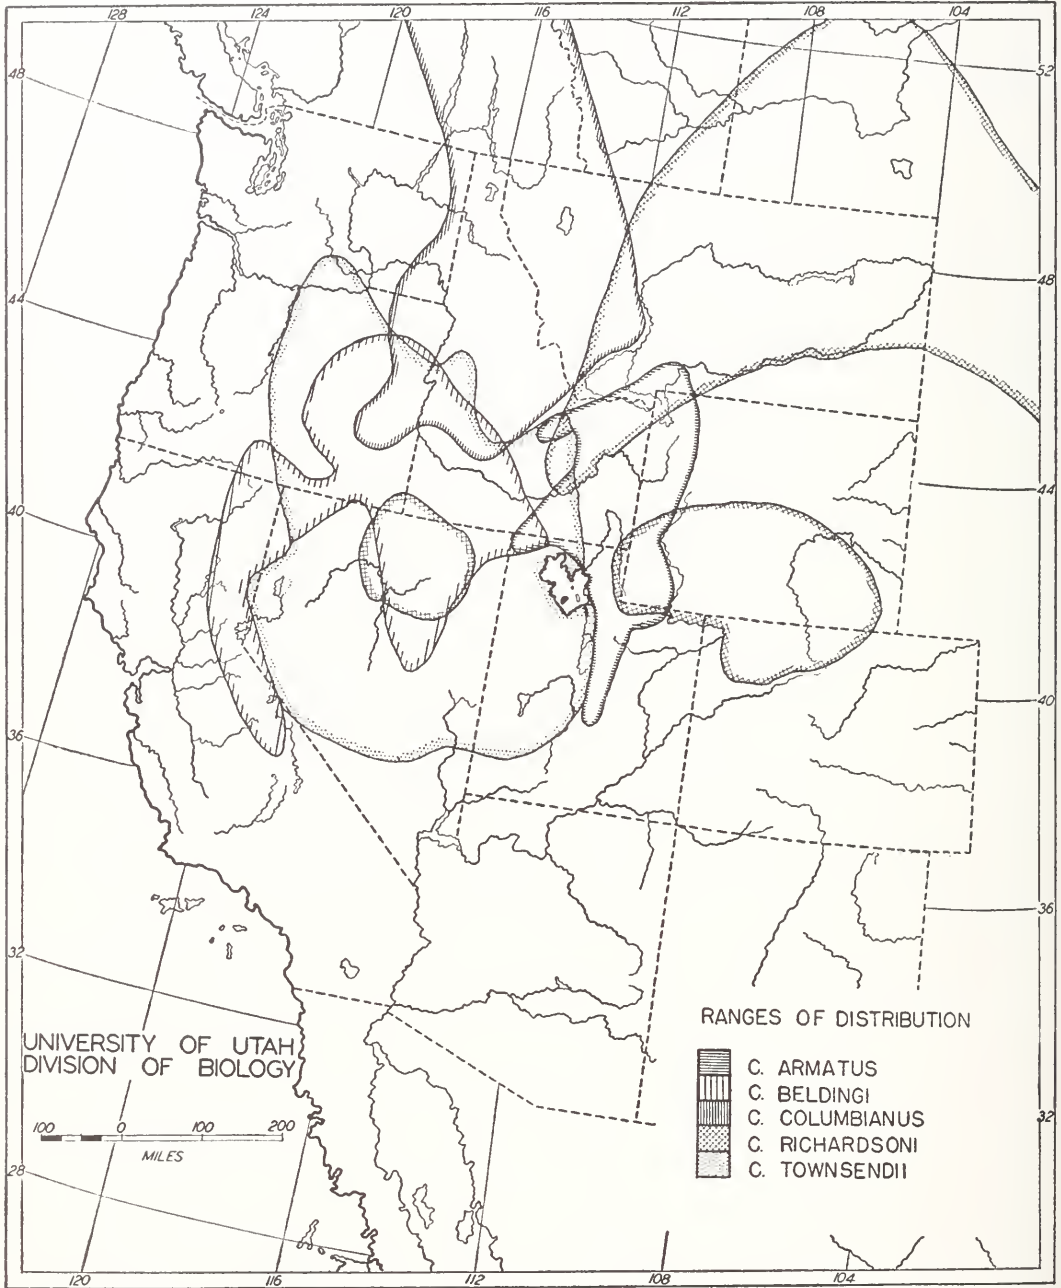 128 124 120 116 112 108 104
48
52
44
48
40
44
36
40
32
36
28
32
RANGES OF DISTRIBUTION
C. ARMATUS
C. BELDINGI
C. COLUMBIANUS
C. RICHARDSONI
C. TOWNSENDII
UNIVERSITY OF UTAH
DIVISION OF BIOLOGY
100 0 100 200
MILES
120 116 112 108 104